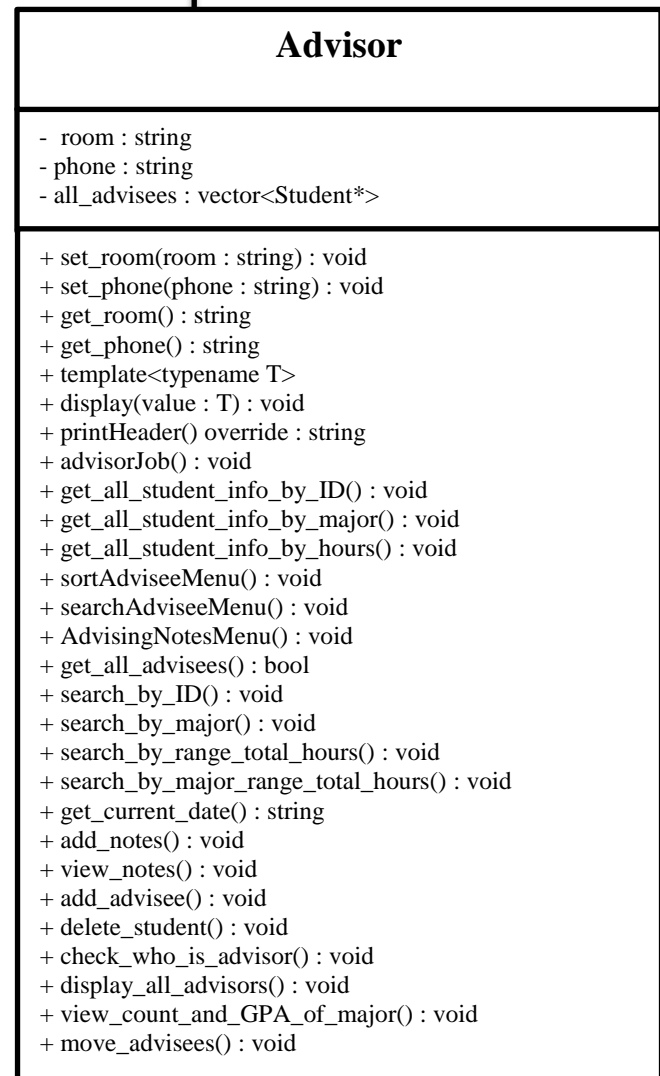 Advisor
- room : string
- phone : string
- all_advisees : vector<Student*>
+ set_room(room : string) : void
+ set_phone(phone : string) : void
+ get_room() : string
+ get_phone() : string
+ template<typename T>
+ display(value : T) : void
+ printHeader() override : string
+ advisorJob() : void
+ get_all_student_info_by_ID() : void
+ get_all_student_info_by_major() : void
+ get_all_student_info_by_hours() : void
+ sortAdviseeMenu() : void
+ searchAdviseeMenu() : void
+ AdvisingNotesMenu() : void
+ get_all_advisees() : bool
+ search_by_ID() : void
+ search_by_major() : void
+ search_by_range_total_hours() : void
+ search_by_major_range_total_hours() : void
+ get_current_date() : string
+ add_notes() : void
+ view_notes() : void
+ add_advisee() : void
+ delete_student() : void
+ check_who_is_advisor() : void
+ display_all_advisors() : void
+ view_count_and_GPA_of_major() : void
+ move_advisees() : void